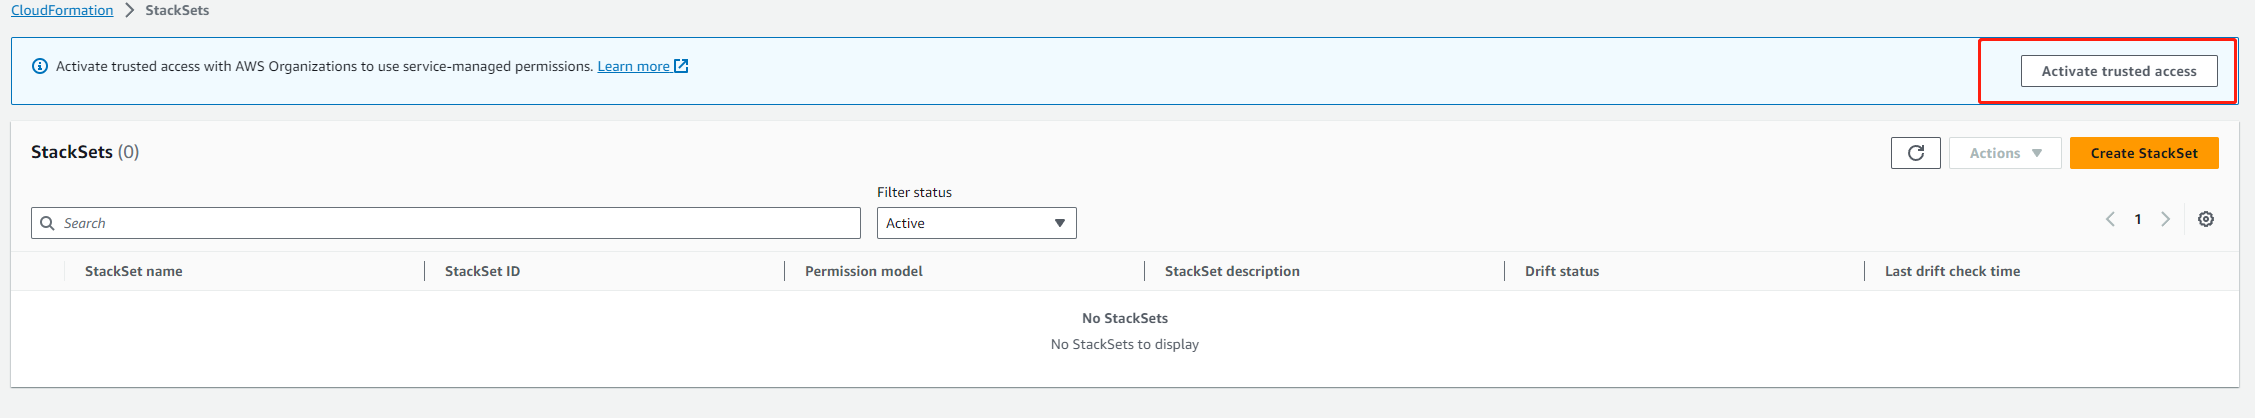 CloudFormation > StackSets
Activate trusted access with AWS Organizations to use service-managed permissions. Learn more
Activate trusted access
StackSets (0)
Actions
Create StackSet
Filter status
Search
Active
1
StackSet name
StackSet ID
Permission model
StackSet description
Drift status
Last drift check time
No StackSets
No StackSets to display